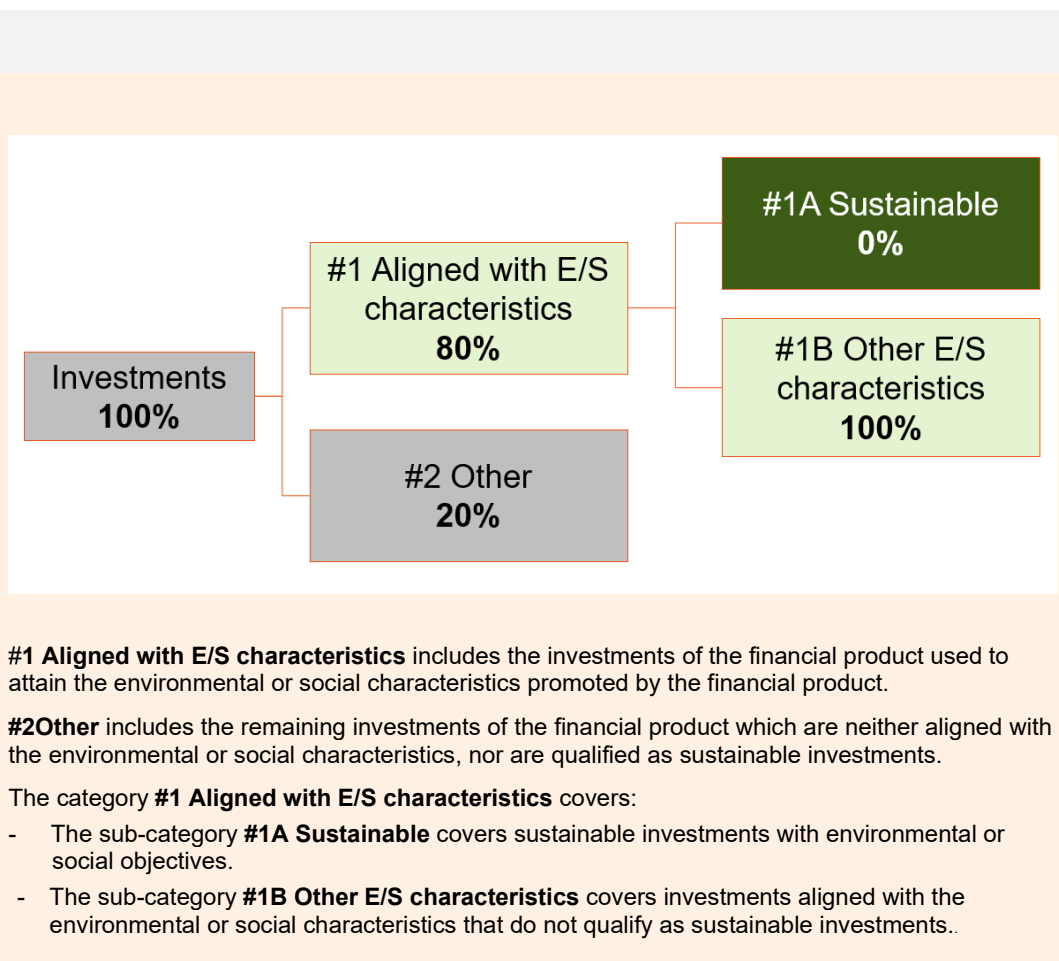 #1A Sustainable
0%
#1 Aligned with E/S
characteristics
80%
#1B Other E/S
characteristics
100%
Investments
100%
#2 Other
20%
#1 Aligned with E/S characteristics includes the investments of the financial product used to
attain the environmental or social characteristics promoted by the financial product.
#2Other includes the remaining investments of the financial product which are neither aligned with
the environmental or social characteristics, nor are qualified as sustainable investments.
The category #1 Aligned with E/S characteristics covers:
- The sub-category #1A Sustainable covers sustainable investments with environmental or
social objectives.
- The sub-category #1B Other E/S characteristics covers investments aligned with the
environmental or social characteristics that do not qualify as sustainable investments..